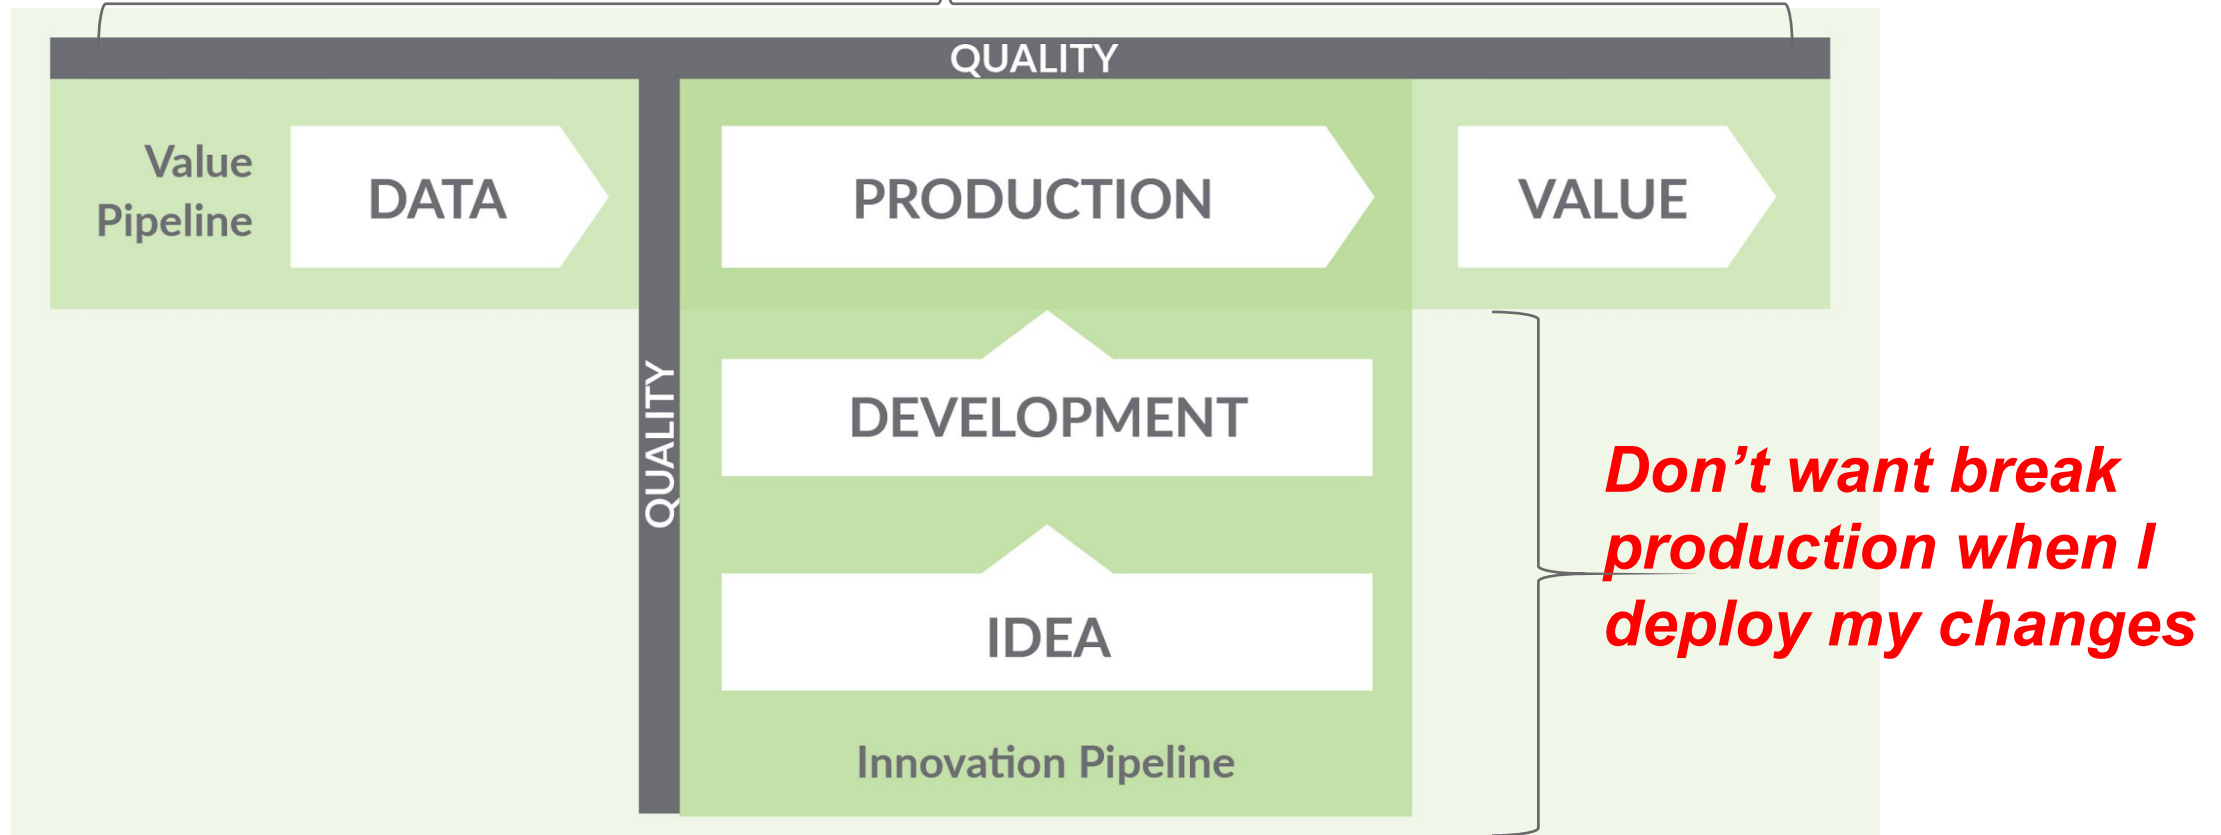 QUALITY
Value
Pipeline
DATA
PRODUCTION
VALUE
QUALITY
DEVELOPMENT
IDEA
Innovation Pipeline
Don’t want break
production when I
deploy my changes